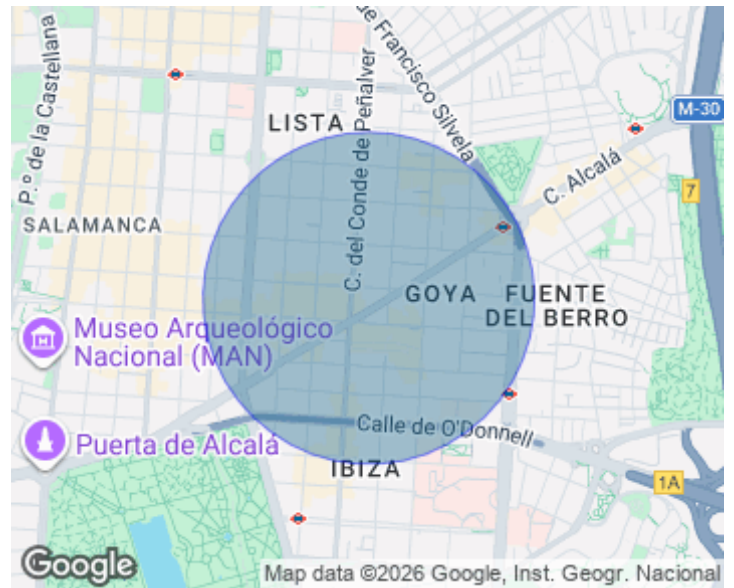 de Francisco Silvela
P.º de la Castellana
C. del Conde de Peñalver
LISTA
M-30
C. Alcalá
7
SALAMANCA
GOYA
FUENTE
DEL BERRO
Museo Arqueológico
Nacional (MAN)
Puerta de Alcalá
Calle de O'Donnell
IBIZA
1A
Google
Map data ©2026 Google, Inst. Geogr. Nacional